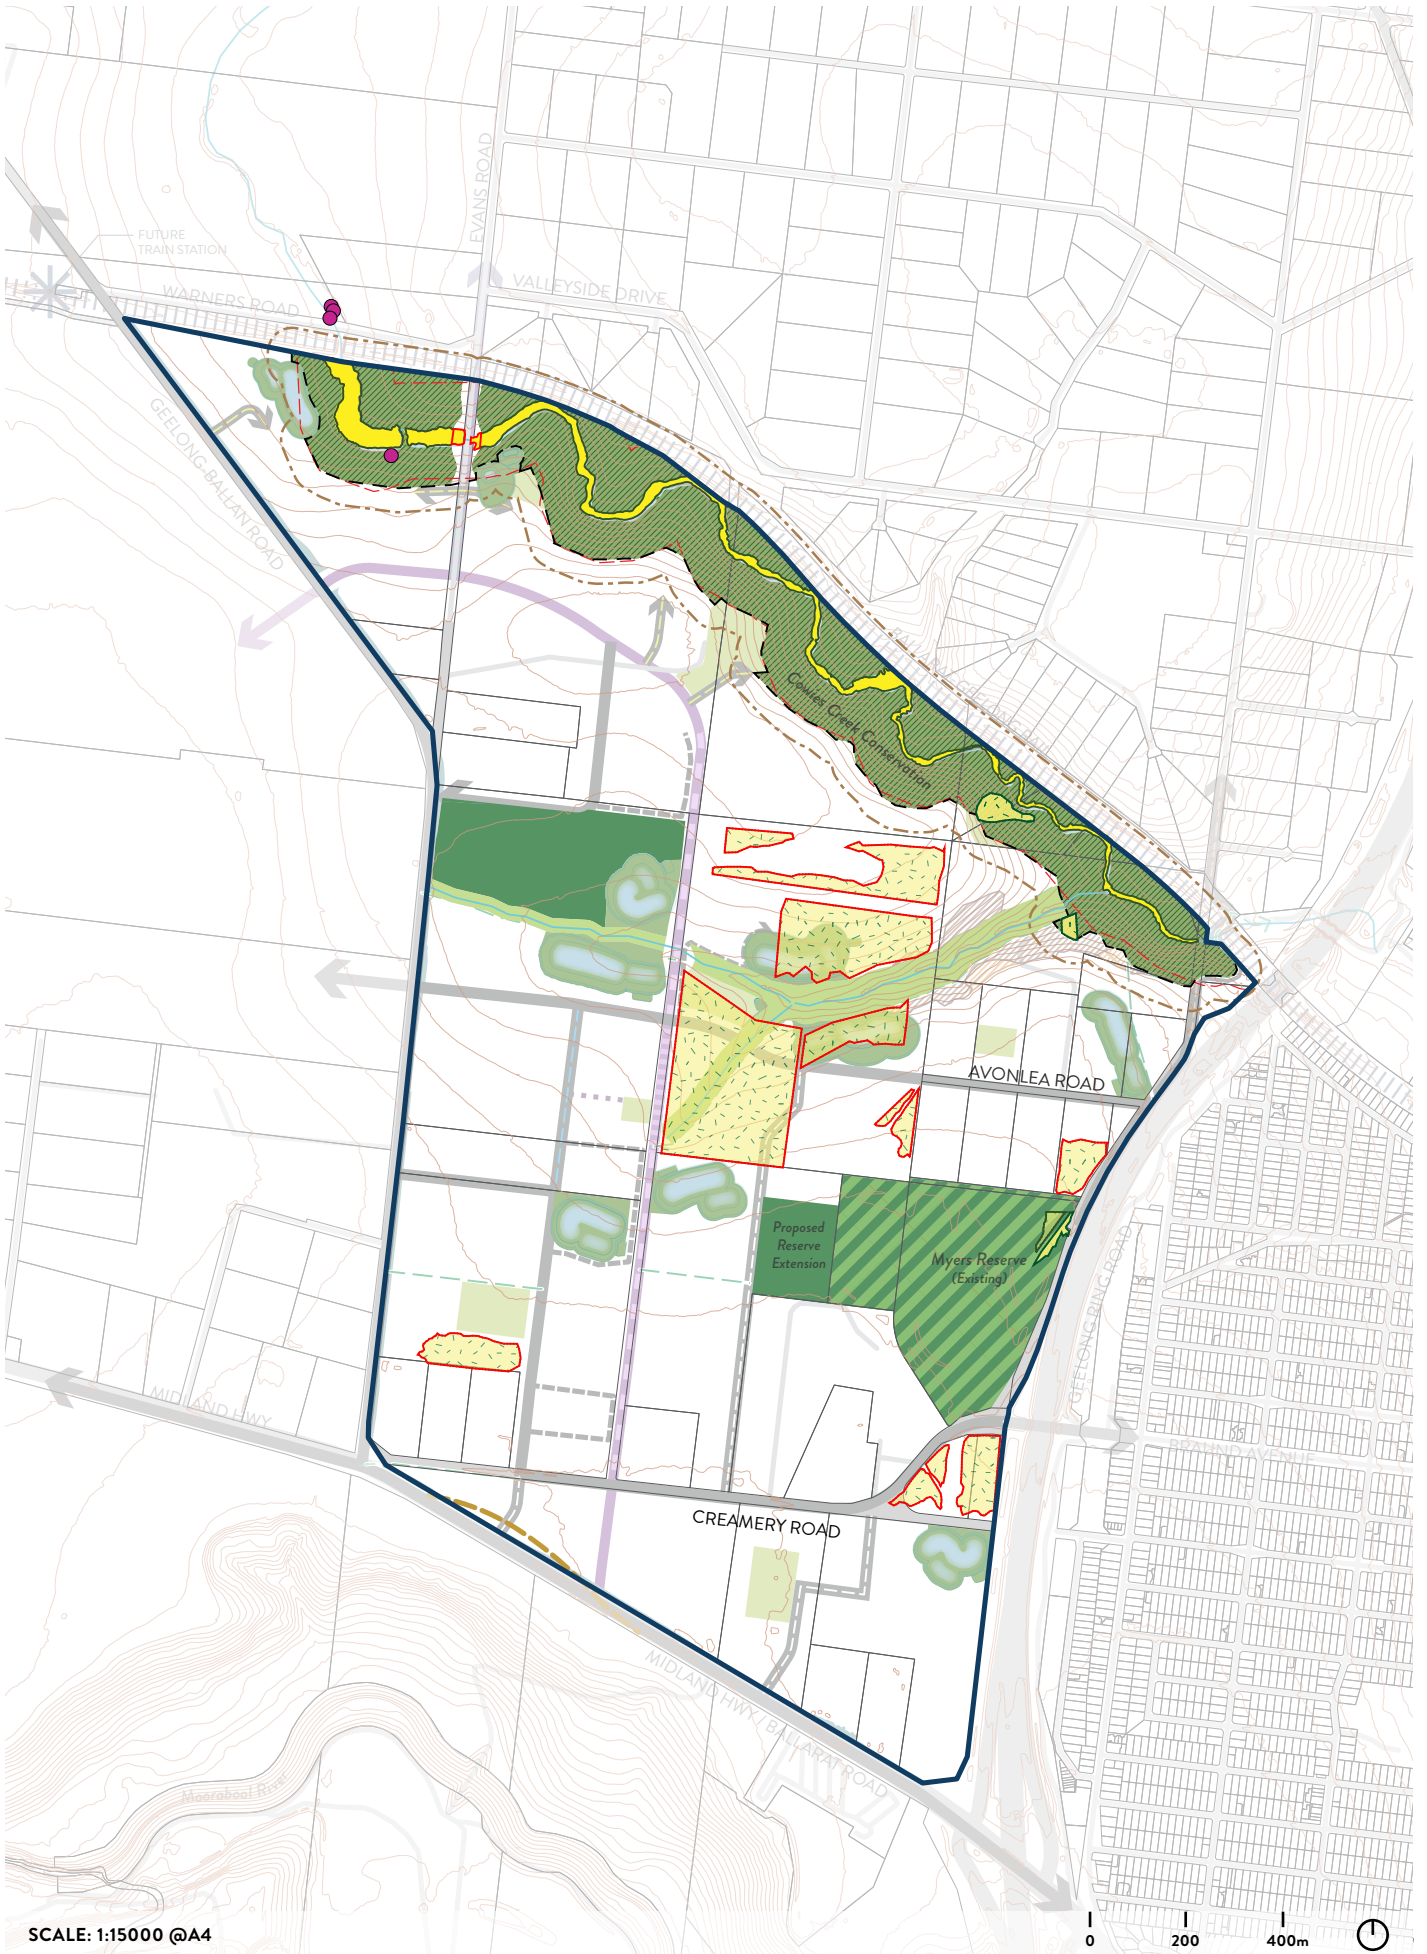 EVANS ROAD
FUTURE
TRAIN STATION
WARNERS ROAD
VALLEYSIDE DRIVE
GEELONG-BALLAN ROAD
Cowies Creek Conservation
AVONLEA ROAD
Proposed
Reserve
Extension
Myers Reserve
(Existing)
GEELONG RING ROAD
MIDLAND HWY
BRAUND AVENUE
CREAMERY ROAD
MIDLAND HWY / BALLARAT ROAD
Moorabool River
SCALE: 1:15000 @A4
0
200
400m